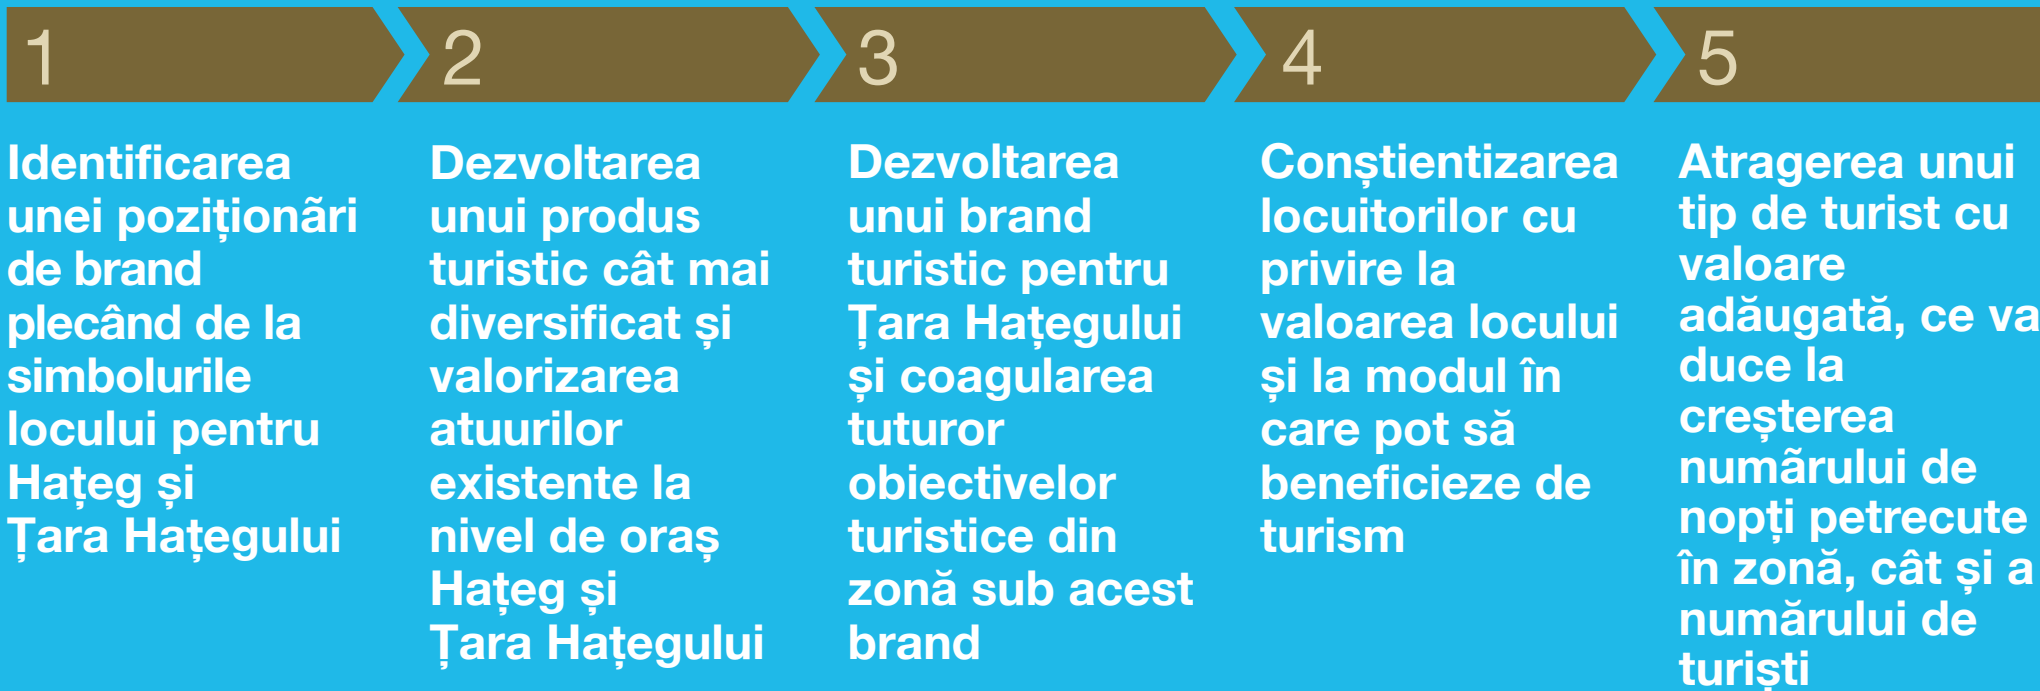 1
Identificarea
unei poziționãri
de brand
plecând de la
simbolurile
locului pentru
Hațeg și
Țara Hațegului
2
Dezvoltarea
unui produs
turistic cât mai
diversificat și
valorizarea
atuurilor
existente la
nivel de oraș
Hațeg și
Țara Hațegului
3
Dezvoltarea
unui brand
turistic pentru
Țara Hațegului
și coagularea
tuturor
obiectivelor
turistice din
zonă sub acest
brand
4
Conștientizarea
locuitorilor cu
privire la
valoarea locului
și la modul în
care pot să
beneficieze de
turism
5
Atragerea unui
tip de turist cu
valoare
adăugată, ce va
duce la
creșterea
numãrului de
nopți petrecute
în zonă, cât și a
numărului de
turiști